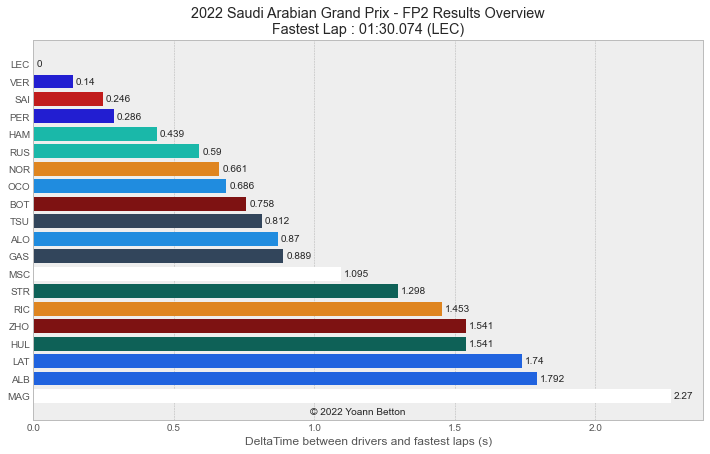 2022 Saudi Arabian Grand Prix - FP2 Results Overview
Fastest Lap : 01:30.074 (LEC)
LEC 0
VER 0.14
SAI 0.246
PER 0.286
HAM 0.439
RUS 0.59
NOR 0.661
OCO 0.686
BOT 0.758
TSU 0.812
ALO 0.87
GAS 0.889
MSC 1.095
STR 1.298
RIC 1.453
ZHO 1.541
HUL 1.541
LAT 1.74
ALB 1.792
MAG 2.27
© 2022 Yoann Betton
0.0 0.5 1.0 1.5 2.0
DeltaTime between drivers and fastest laps (s)